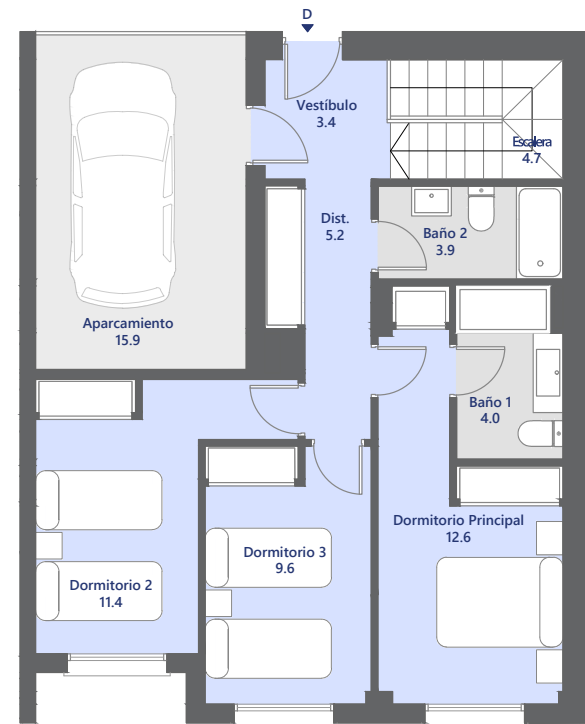 D
Vestíbulo
3.4
Escalera
4.7
Dist.
5.2
Baño 2
3.9
Aparcamiento
15.9
Baño 1
4.0
Dormitorio Principal
12.6
Dormitorio 3
9.6
Dormitorio 2
11.4